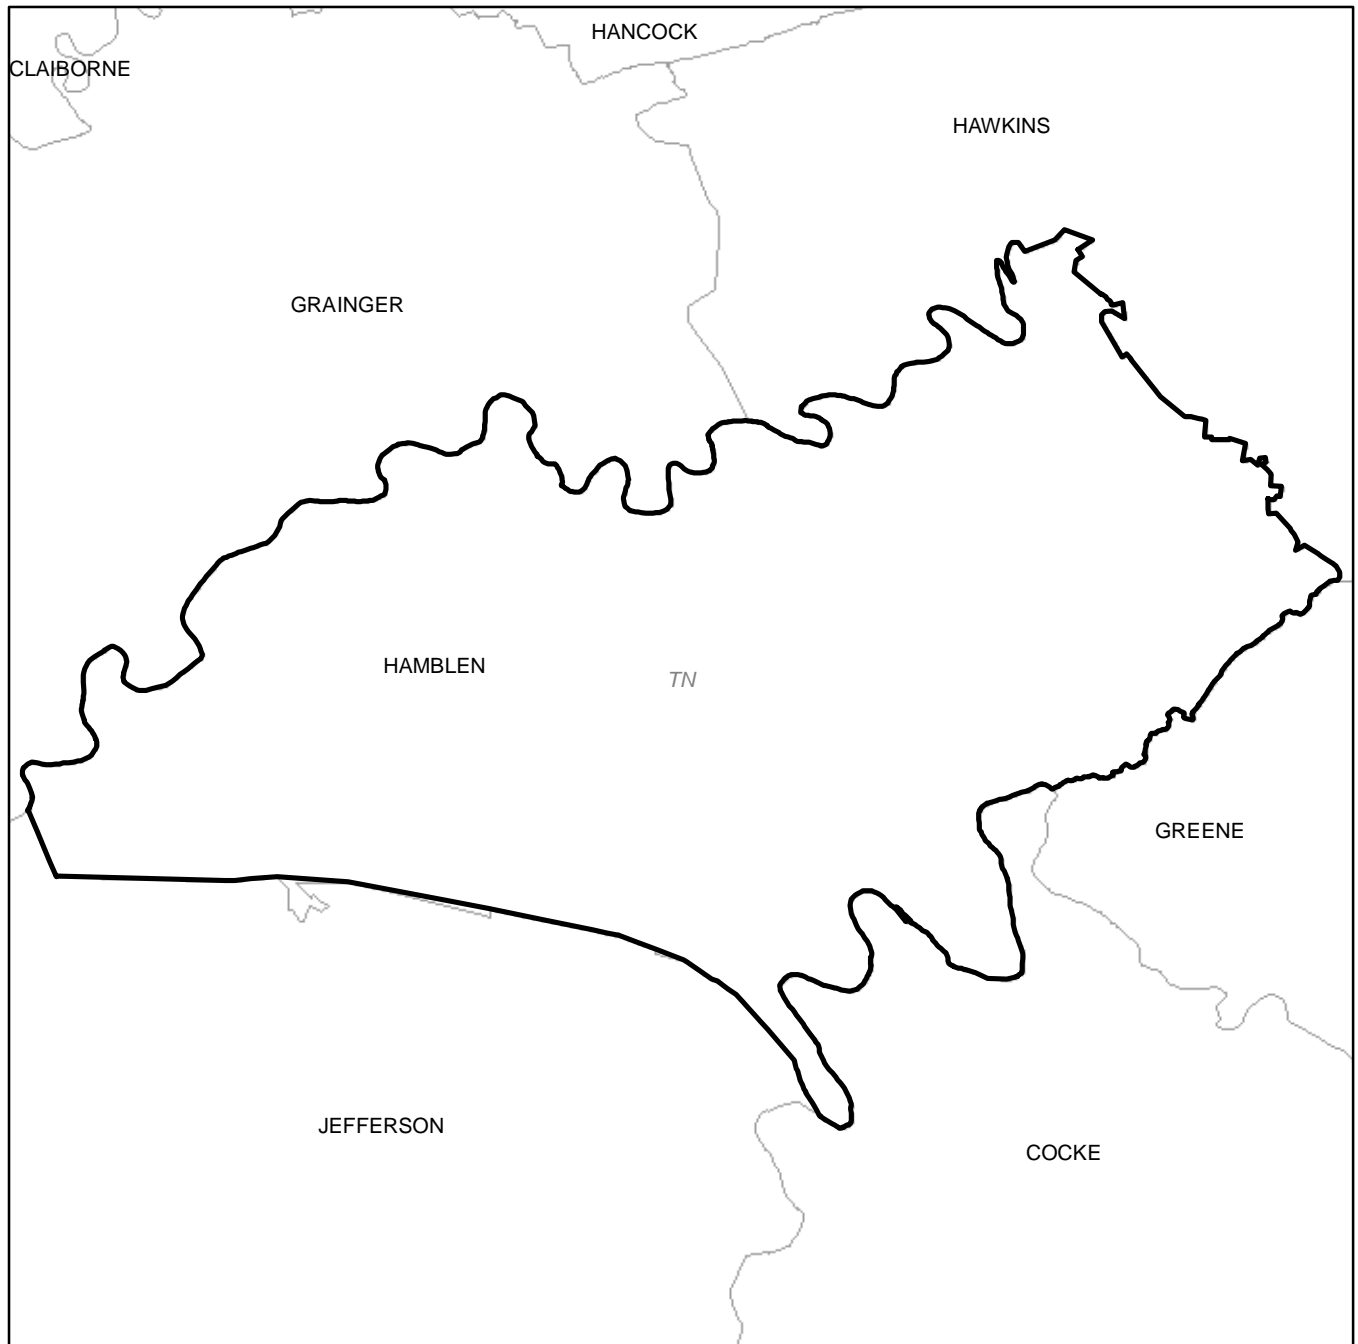 HANCOCK
CLAIBORNE
HAWKINS
GRAINGER
HAMBLEN
TN
GREENE
JEFFERSON
COCKE